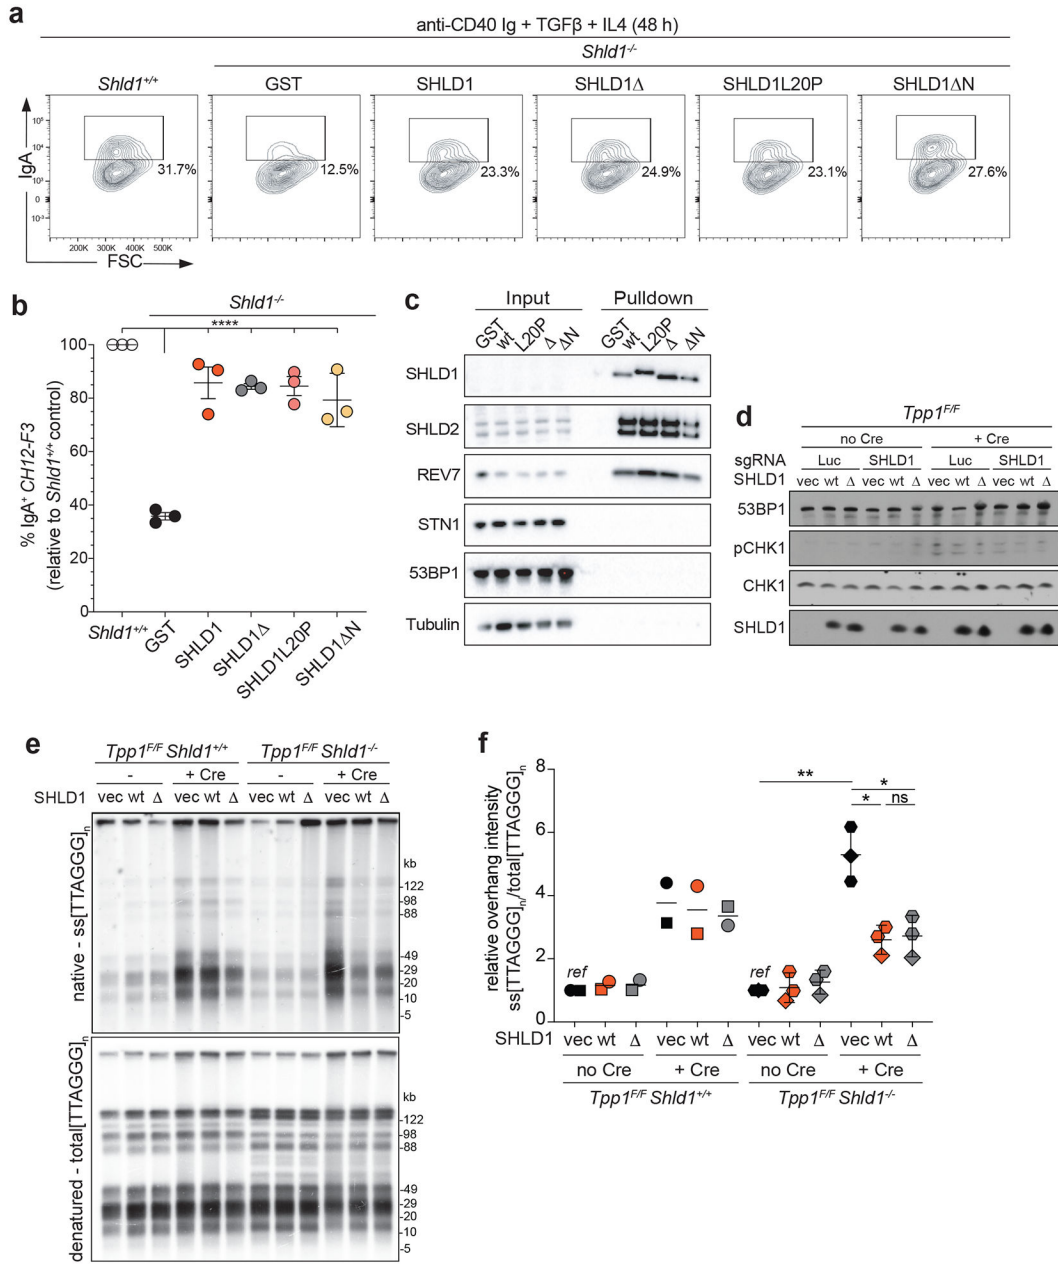 a
anti-CD40 Ig + TGFβ + IL4 (48 h)
Shld1-/-
Shld1+/+ GST SHLD1 SHLD1Δ SHLD1L20P SHLD1ΔN
IgA
10⁵
10⁴
10³
0
31.7% 12.5% 23.3% 24.9% 23.1% 27.6%
200K 300K 400K 500K
FSC
b
Shld1-/-
****
% IgA+ CH12-F3
(relative to Shld1+/+ control)
100
80
60
40
20
0
Shld1+/+ GST SHLD1 SHLD1Δ SHLD1L20P SHLD1ΔN
c
Input Pulldown
GST wt L20P Δ ΔN GST wt L20P Δ ΔN
SHLD1
SHLD2
REV7
STN1
53BP1
Tubulin
d
Tpp1F/F
no Cre + Cre
sgRNA Luc SHLD1 Luc SHLD1
SHLD1 vec wt Δ vec wt Δ vec wt Δ vec wt Δ
53BP1
pCHK1
CHK1
SHLD1
e
Tpp1F/F Shld1+/+ Tpp1F/F Shld1-/-
- + Cre - + Cre
SHLD1 vec wt Δ vec wt Δ vec wt Δ vec wt Δ
native - ss[TTAGGG]n
kb
-122
-98
-88
-49
-29
-20
-10
-5
denatured - total[TTAGGG]n
kb
-122
-98
-88
-49
-29
-20
-10
-5
f
relative overhang intensity
ss[TTAGGG]n/total[TTAGGG]n
8
6
4
2
0
** * * ns
ref ref
SHLD1 vec wt Δ vec wt Δ vec wt Δ vec wt Δ
no Cre + Cre no Cre + Cre
Tpp1F/F Shld1+/+ Tpp1F/F Shld1-/-